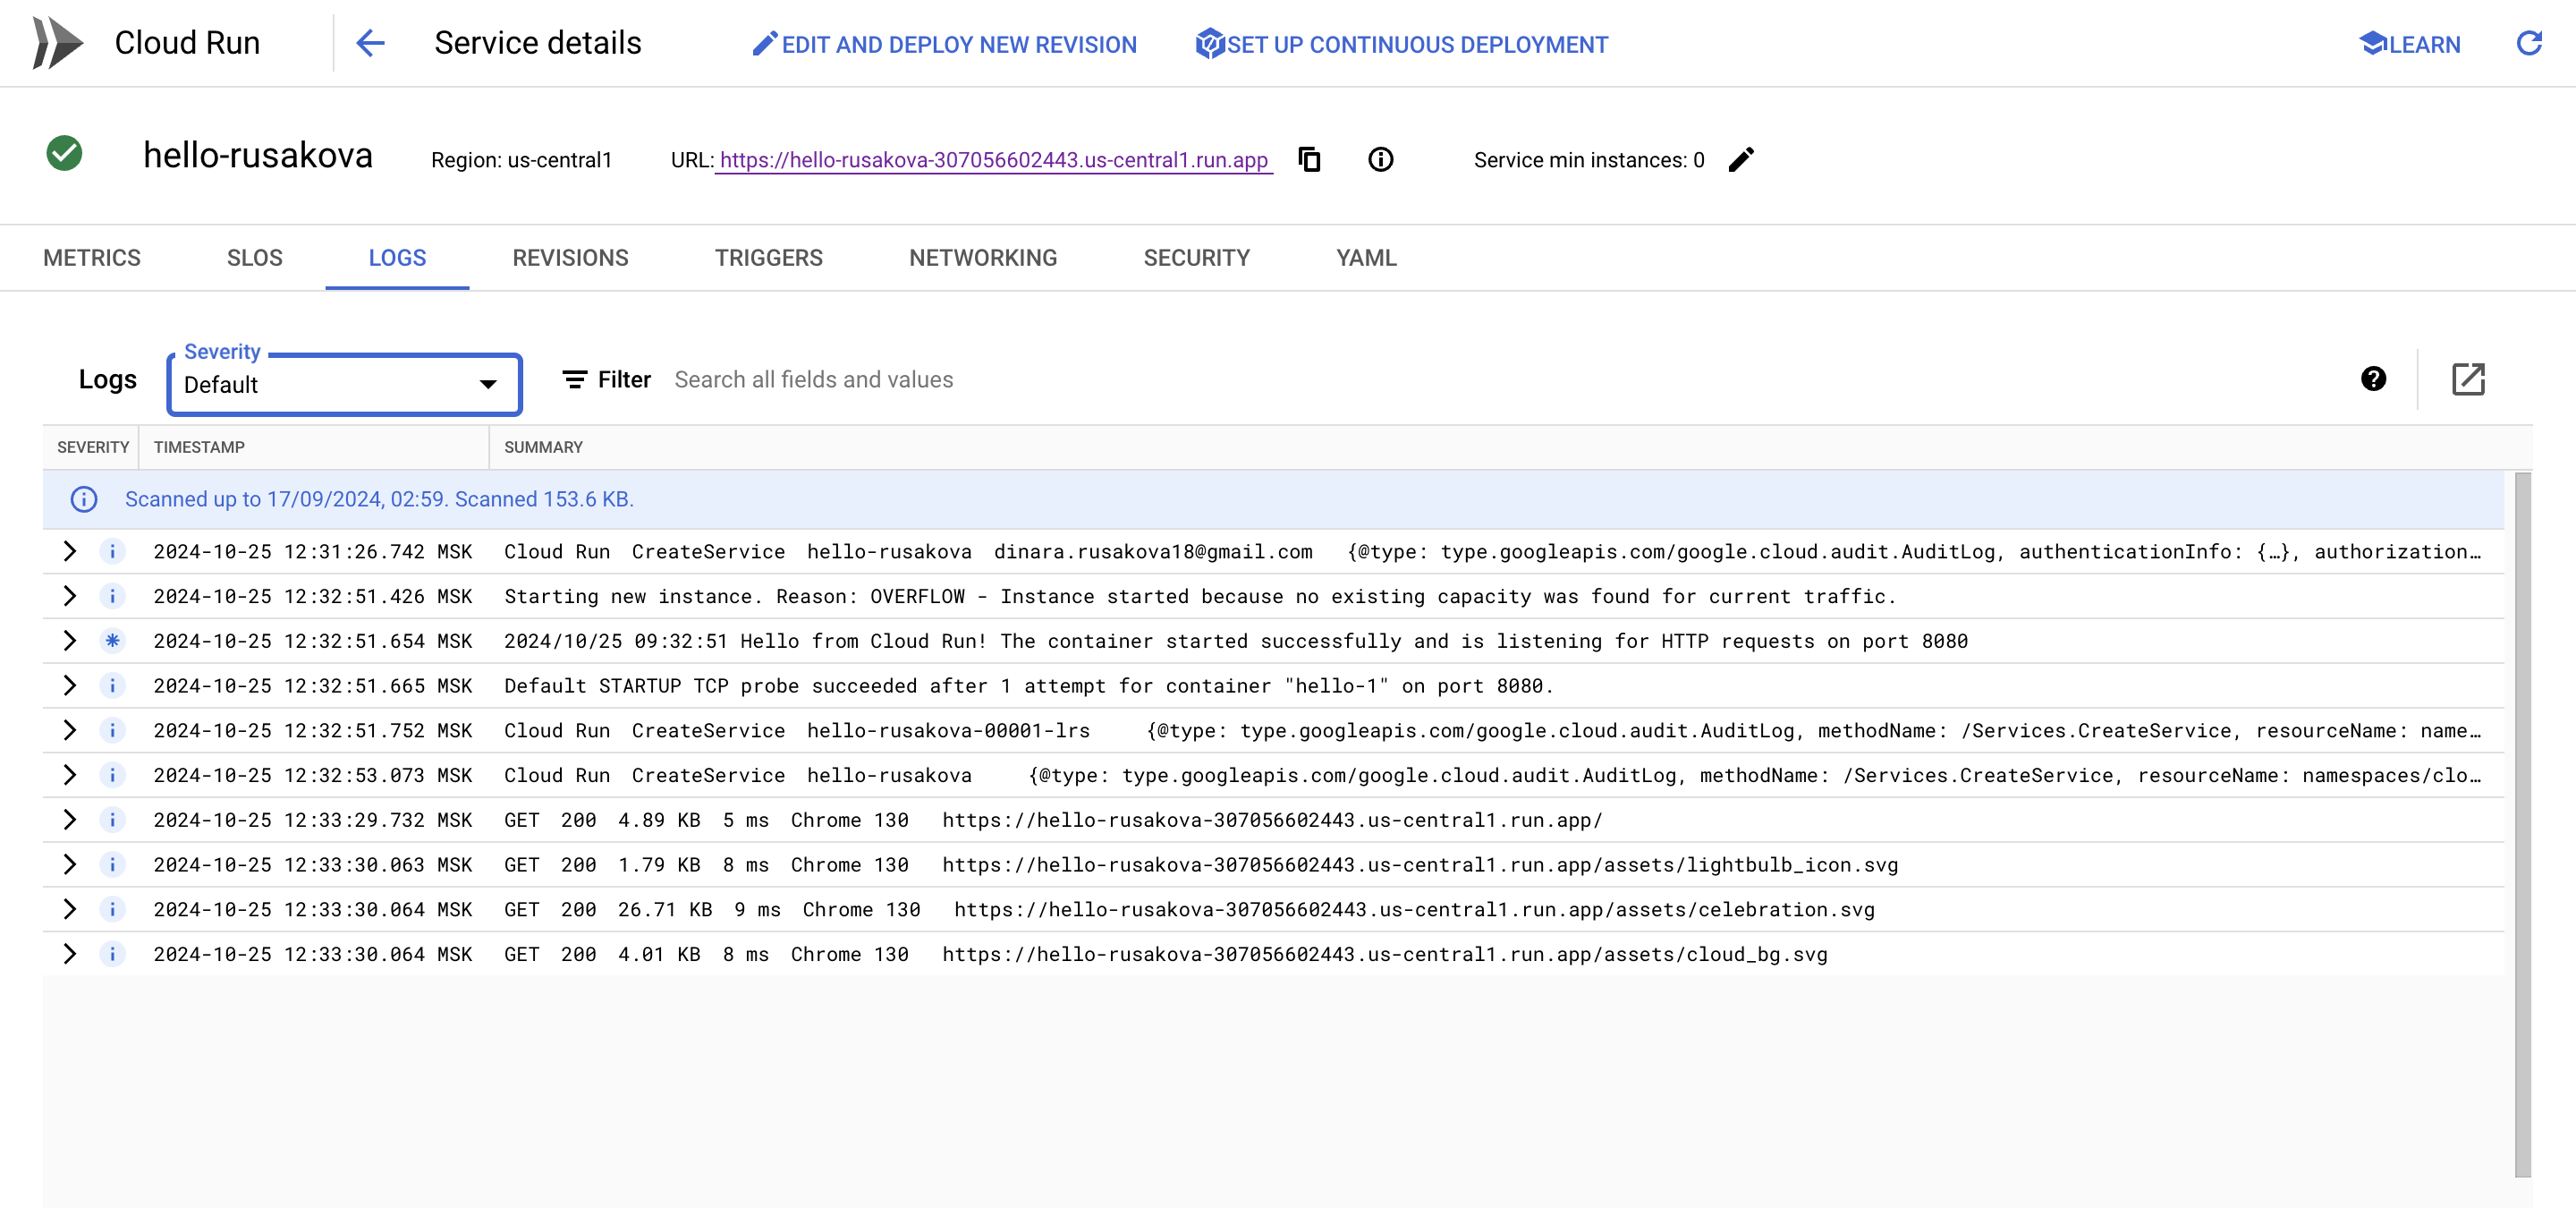 Cloud Run
Service details
EDIT AND DEPLOY NEW REVISION
SET UP CONTINUOUS DEPLOYMENT
LEARN
hello-rusakova
Region: us-central1
URL: https://hello-rusakova-307056602443.us-central1.run.app
Service min instances: 0
METRICS SLOS LOGS REVISIONS TRIGGERS NETWORKING SECURITY YAML
Logs
Severity
Default
Filter
Search all fields and values
SEVERITY TIMESTAMP SUMMARY
Scanned up to 17/09/2024, 02:59. Scanned 153.6 KB.
2024-10-25 12:31:26.742 MSK Cloud Run CreateService hello-rusakova dinara.rusakova18@gmail.com {@type: type.googleapis.com/google.cloud.audit.AuditLog, authenticationInfo: {…}, authorization…
2024-10-25 12:32:51.426 MSK Starting new instance. Reason: OVERFLOW - Instance started because no existing capacity was found for current traffic.
2024-10-25 12:32:51.654 MSK 2024/10/25 09:32:51 Hello from Cloud Run! The container started successfully and is listening for HTTP requests on port 8080
2024-10-25 12:32:51.665 MSK Default STARTUP TCP probe succeeded after 1 attempt for container "hello-1" on port 8080.
2024-10-25 12:32:51.752 MSK Cloud Run CreateService hello-rusakova-00001-lrs {@type: type.googleapis.com/google.cloud.audit.AuditLog, methodName: /Services.CreateService, resourceName: name…
2024-10-25 12:32:53.073 MSK Cloud Run CreateService hello-rusakova {@type: type.googleapis.com/google.cloud.audit.AuditLog, methodName: /Services.CreateService, resourceName: namespaces/clo…
2024-10-25 12:33:29.732 MSK GET 200 4.89 KB 5 ms Chrome 130 https://hello-rusakova-307056602443.us-central1.run.app/
2024-10-25 12:33:30.063 MSK GET 200 1.79 KB 8 ms Chrome 130 https://hello-rusakova-307056602443.us-central1.run.app/assets/lightbulb_icon.svg
2024-10-25 12:33:30.064 MSK GET 200 26.71 KB 9 ms Chrome 130 https://hello-rusakova-307056602443.us-central1.run.app/assets/celebration.svg
2024-10-25 12:33:30.064 MSK GET 200 4.01 KB 8 ms Chrome 130 https://hello-rusakova-307056602443.us-central1.run.app/assets/cloud_bg.svg